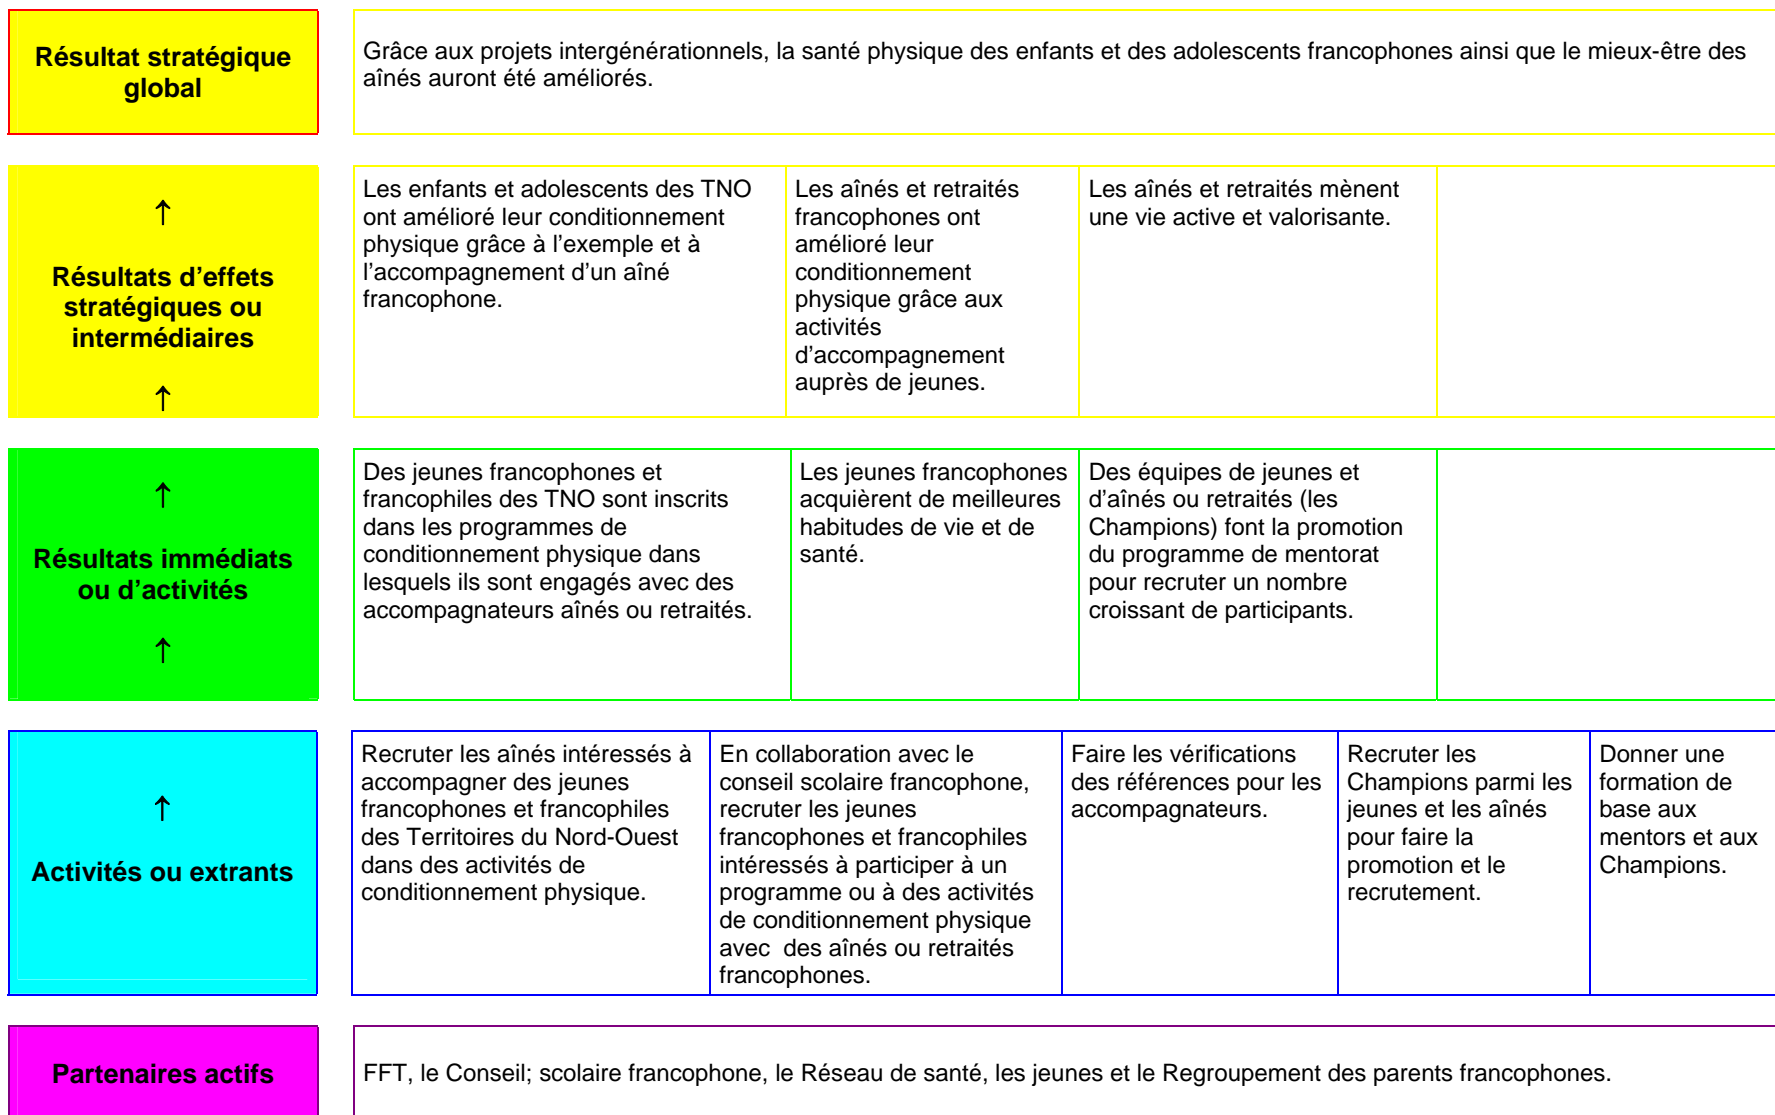 Résultat stratégique
global
Grâce aux projets intergénérationnels, la santé physique des enfants et des adolescents francophones ainsi que le mieux-être des
aînés auront été améliorés.
↑
Résultats d’effets
stratégiques ou
intermédiaires
↑
Les enfants et adolescents des TNO
ont amélioré leur conditionnement
physique grâce à l’exemple et à
l’accompagnement d’un aîné
francophone.
Les aînés et retraités
francophones ont
amélioré leur
conditionnement
physique grâce aux
activités
d’accompagnement
auprès de jeunes.
Les aînés et retraités mènent
une vie active et valorisante.
↑
Résultats immédiats
ou d’activités
↑
Des jeunes francophones et
francophiles des TNO sont inscrits
dans les programmes de
conditionnement physique dans
lesquels ils sont engagés avec des
accompagnateurs aînés ou retraités.
Les jeunes francophones
acquièrent de meilleures
habitudes de vie et de
santé.
Des équipes de jeunes et
d’aînés ou retraités (les
Champions) font la promotion
du programme de mentorat
pour recruter un nombre
croissant de participants.
↑
Activités ou extrants
Recruter les aînés intéressés à
accompagner des jeunes
francophones et francophiles
des Territoires du Nord-Ouest
dans des activités de
conditionnement physique.
En collaboration avec le
conseil scolaire francophone,
recruter les jeunes
francophones et francophiles
intéressés à participer à un
programme ou à des activités
de conditionnement physique
avec  des aînés ou retraités
francophones.
Faire les vérifications
des références pour les
accompagnateurs.
Recruter les
Champions parmi les
jeunes et les aînés
pour faire la
promotion et le
recrutement.
Donner une
formation de
base aux
mentors et aux
Champions.
Partenaires actifs
FFT, le Conseil; scolaire francophone, le Réseau de santé, les jeunes et le Regroupement des parents francophones.